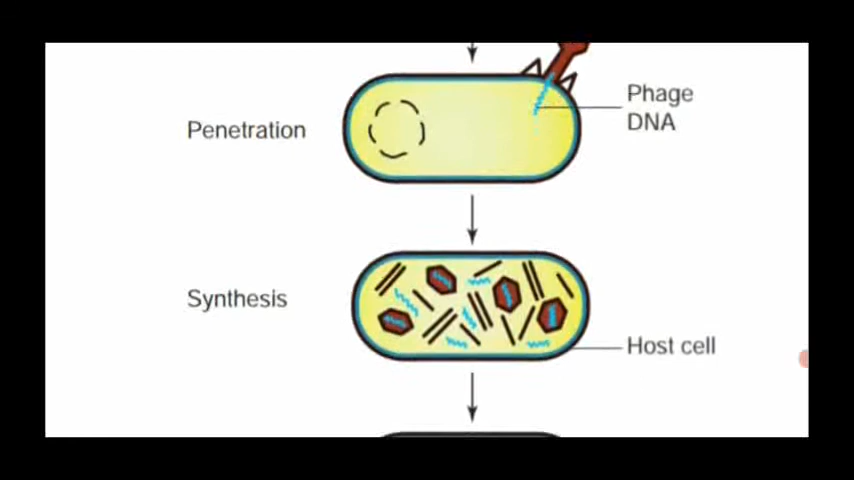 Penetration
Phage
DNA
Synthesis
Host cell